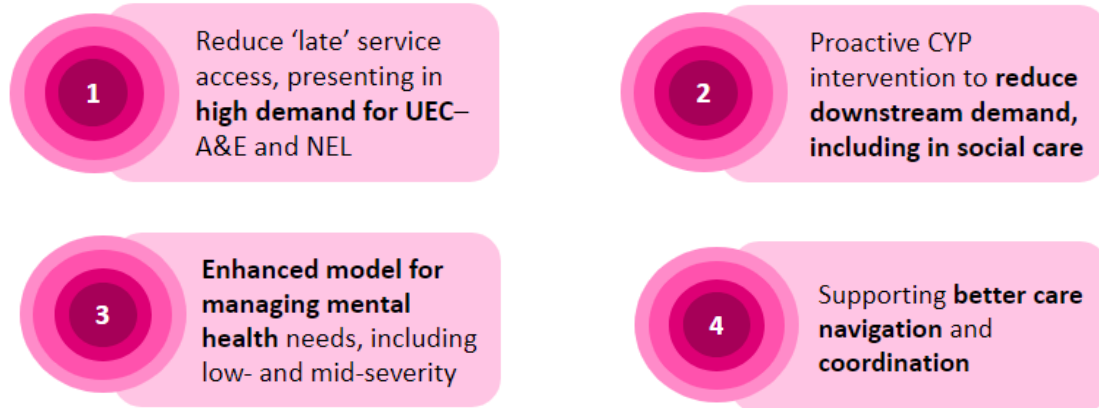 1
Reduce ‘late’ service
access, presenting in
high demand for UEC–
A&E and NEL
2
Proactive CYP
intervention to reduce
downstream demand,
including in social care
3
Enhanced model for
managing mental
health needs, including
low- and mid-severity
4
Supporting better care
navigation and
coordination